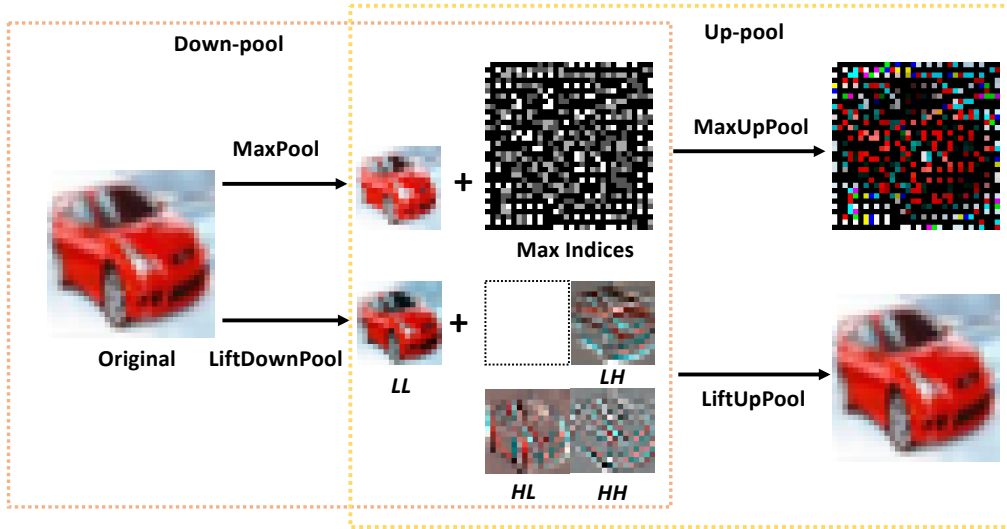 Down-pool
Up-pool
MaxPool
+
MaxUpPool
Max Indices
Original
LiftDownPool
+
LL
LH
LiftUpPool
HL
HH